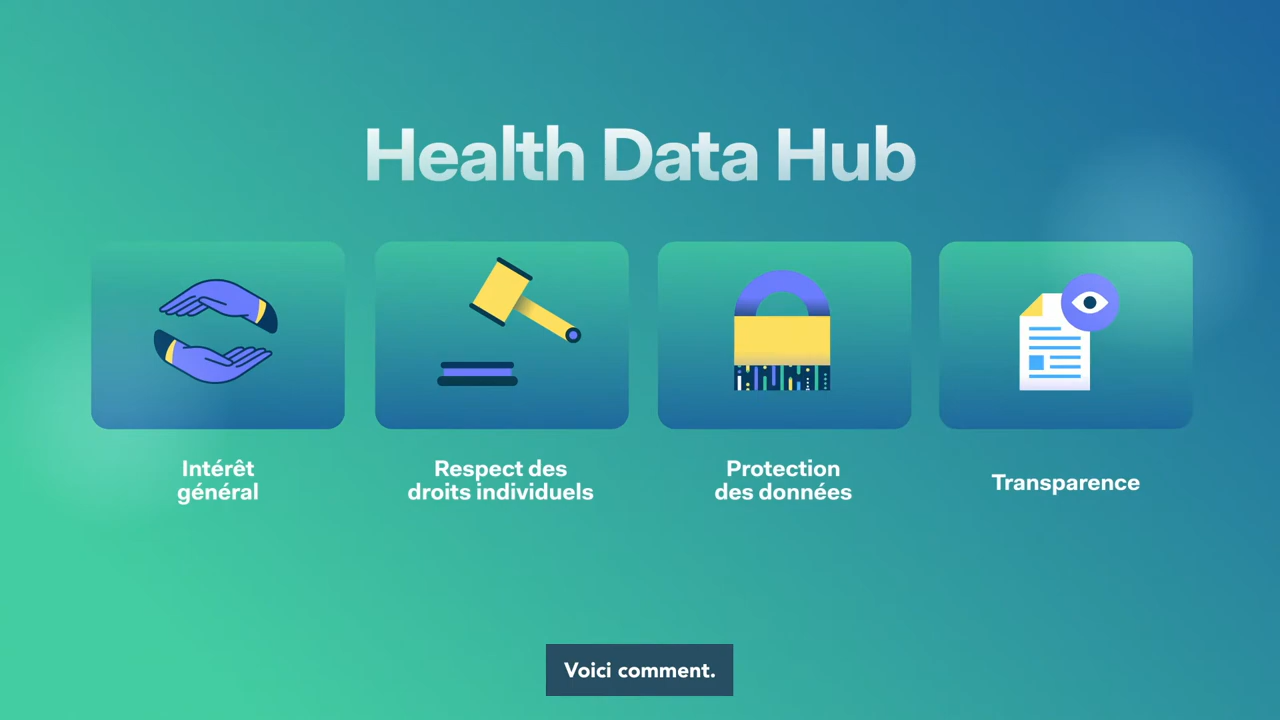 Health Data Hub
Intérêt
général
Respect des
droits individuels
Protection
des données
Transparence
Voici comment.